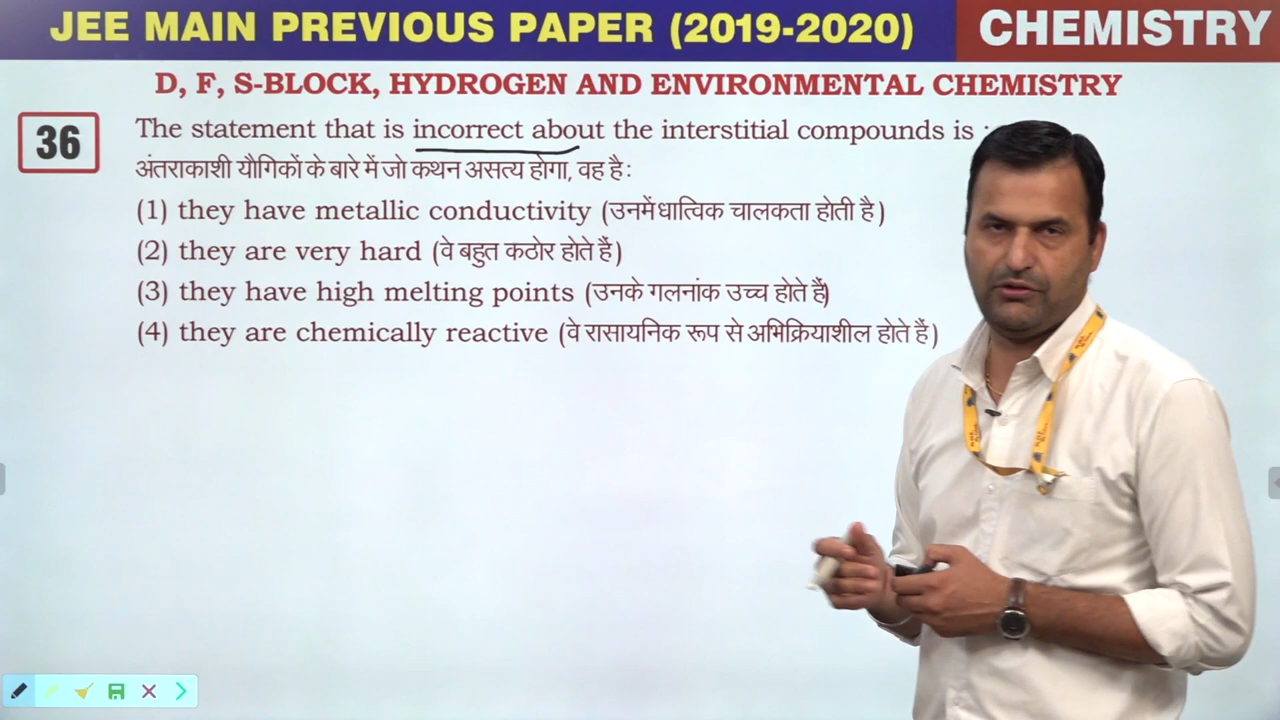 JEE MAIN PREVIOUS PAPER (2019-2020)
CHEMISTRY
D, F, S-BLOCK, HYDROGEN AND ENVIRONMENTAL CHEMISTRY
36
The statement that is incorrect about the interstitial compounds is :
अंतराकाशी यौगिकों के बारे में जो कथन असत्य होगा, वह है :
(1) they have metallic conductivity (उनमें धात्विक चालकता होती है)
(2) they are very hard (वे बहुत कठोर होते हैं)
(3) they have high melting points (उनके गलनांक उच्च होते हैं)
(4) they are chemically reactive (वे रासायनिक रूप से अभिक्रियाशील होते हैं)